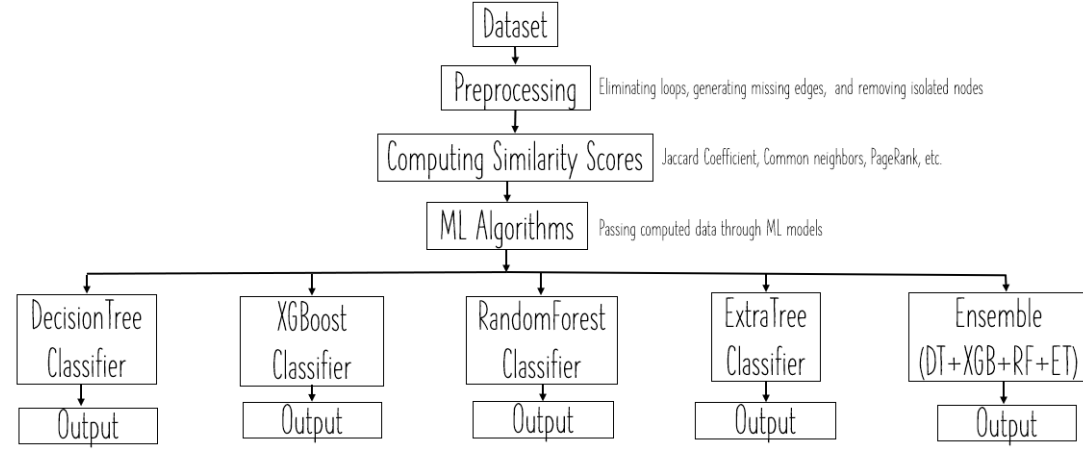 Dataset
Preprocessing
Eliminating loops, generating missing edges, and removing isolated nodes
Computing Similarity Scores
Jaccard Coefficient, Common neighbors, PageRank, etc.
ML Algorithms
Passing computed data through ML models
DecisionTree
Classifier
XGBoost
Classifier
RandomForest
Classifier
ExtraTree
Classifier
Ensemble
(DT+XGB+RF+ET)
Output
Output
Output
Output
Output